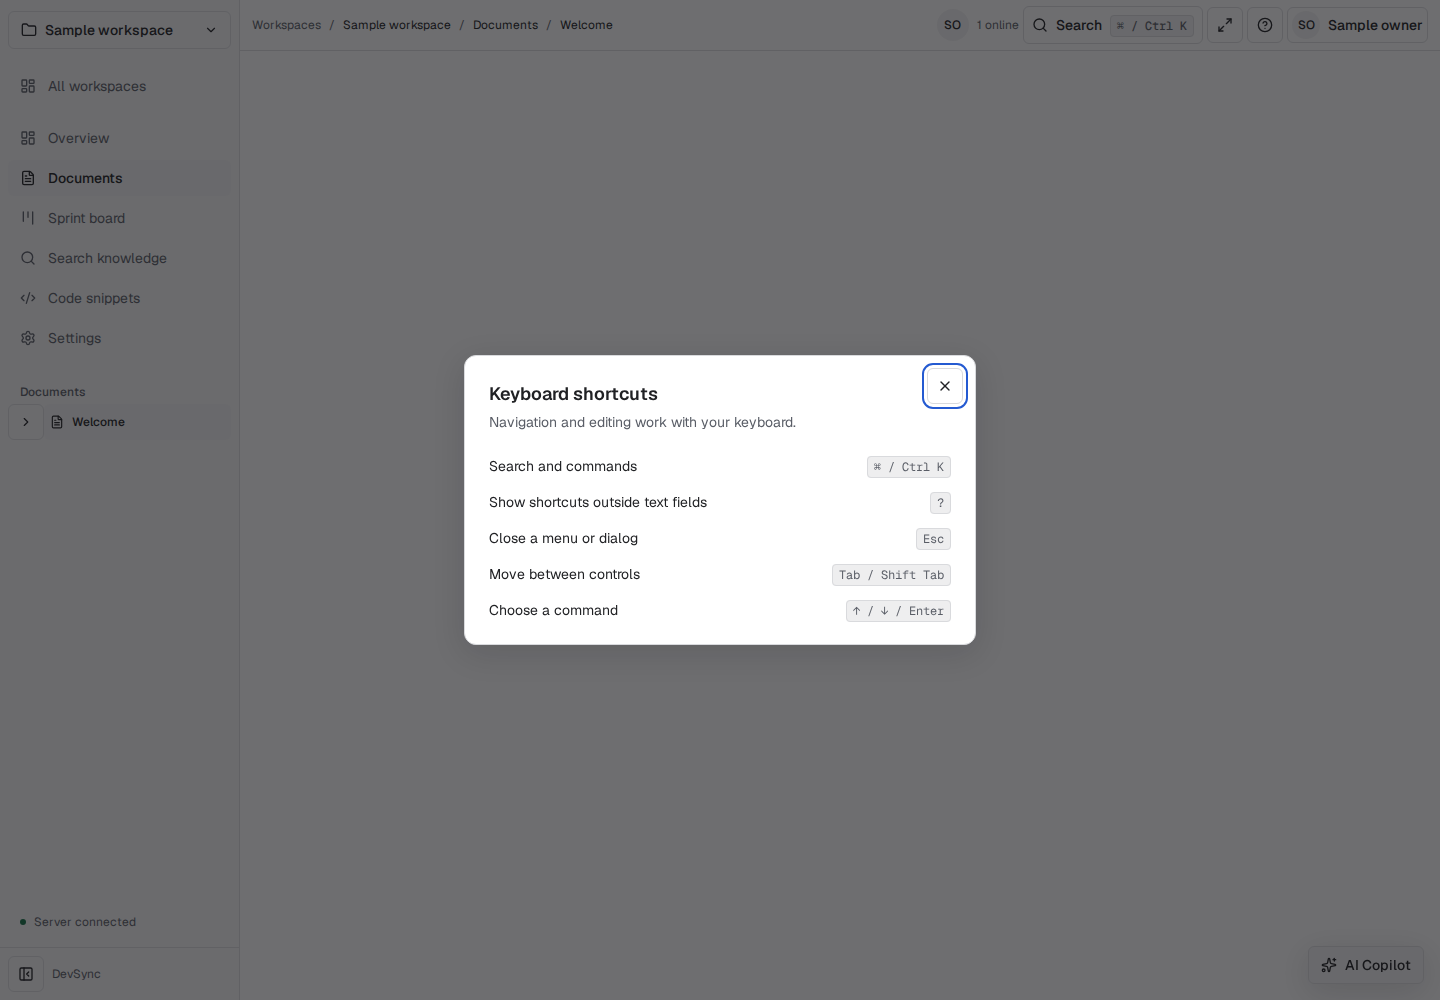 Sample workspace
Workspaces / Sample workspace / Documents / Welcome
SO 1 online
Search ⌘ / Ctrl K
SO Sample owner
All workspaces
Overview
Documents
Sprint board
Search knowledge
Code snippets
Settings
Documents
Welcome
Keyboard shortcuts
Navigation and editing work with your keyboard.
Search and commands ⌘ / Ctrl K
Show shortcuts outside text fields ?
Close a menu or dialog Esc
Move between controls Tab / Shift Tab
Choose a command ↑ / ↓ / Enter
Server connected
DevSync
AI Copilot